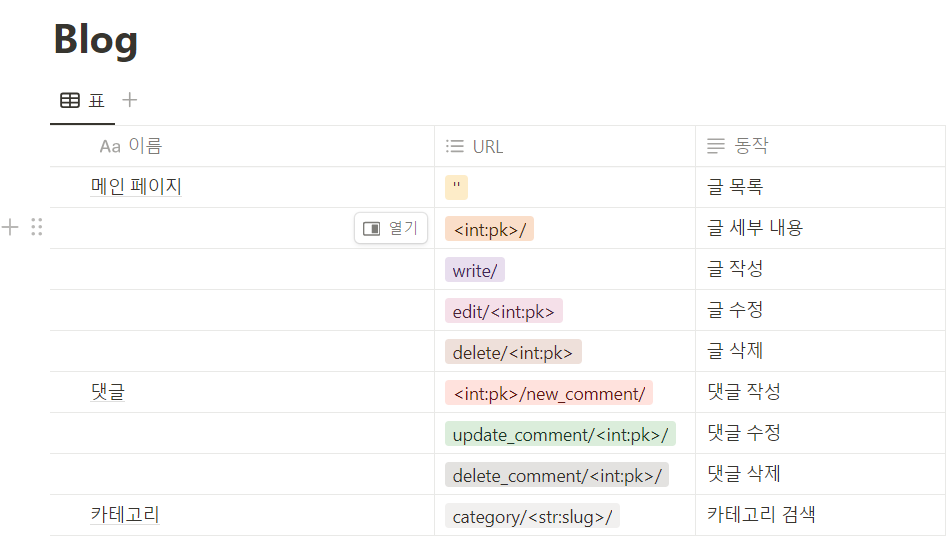 Blog
표
Aa 이름 URL 동작
메인 페이지 '' 글 목록
열기 <int:pk>/ 글 세부 내용
write/ 글 작성
edit/<int:pk> 글 수정
delete/<int:pk> 글 삭제
댓글 <int:pk>/new_comment/ 댓글 작성
update_comment/<int:pk>/ 댓글 수정
delete_comment/<int:pk>/ 댓글 삭제
카테고리 category/<str:slug>/ 카테고리 검색